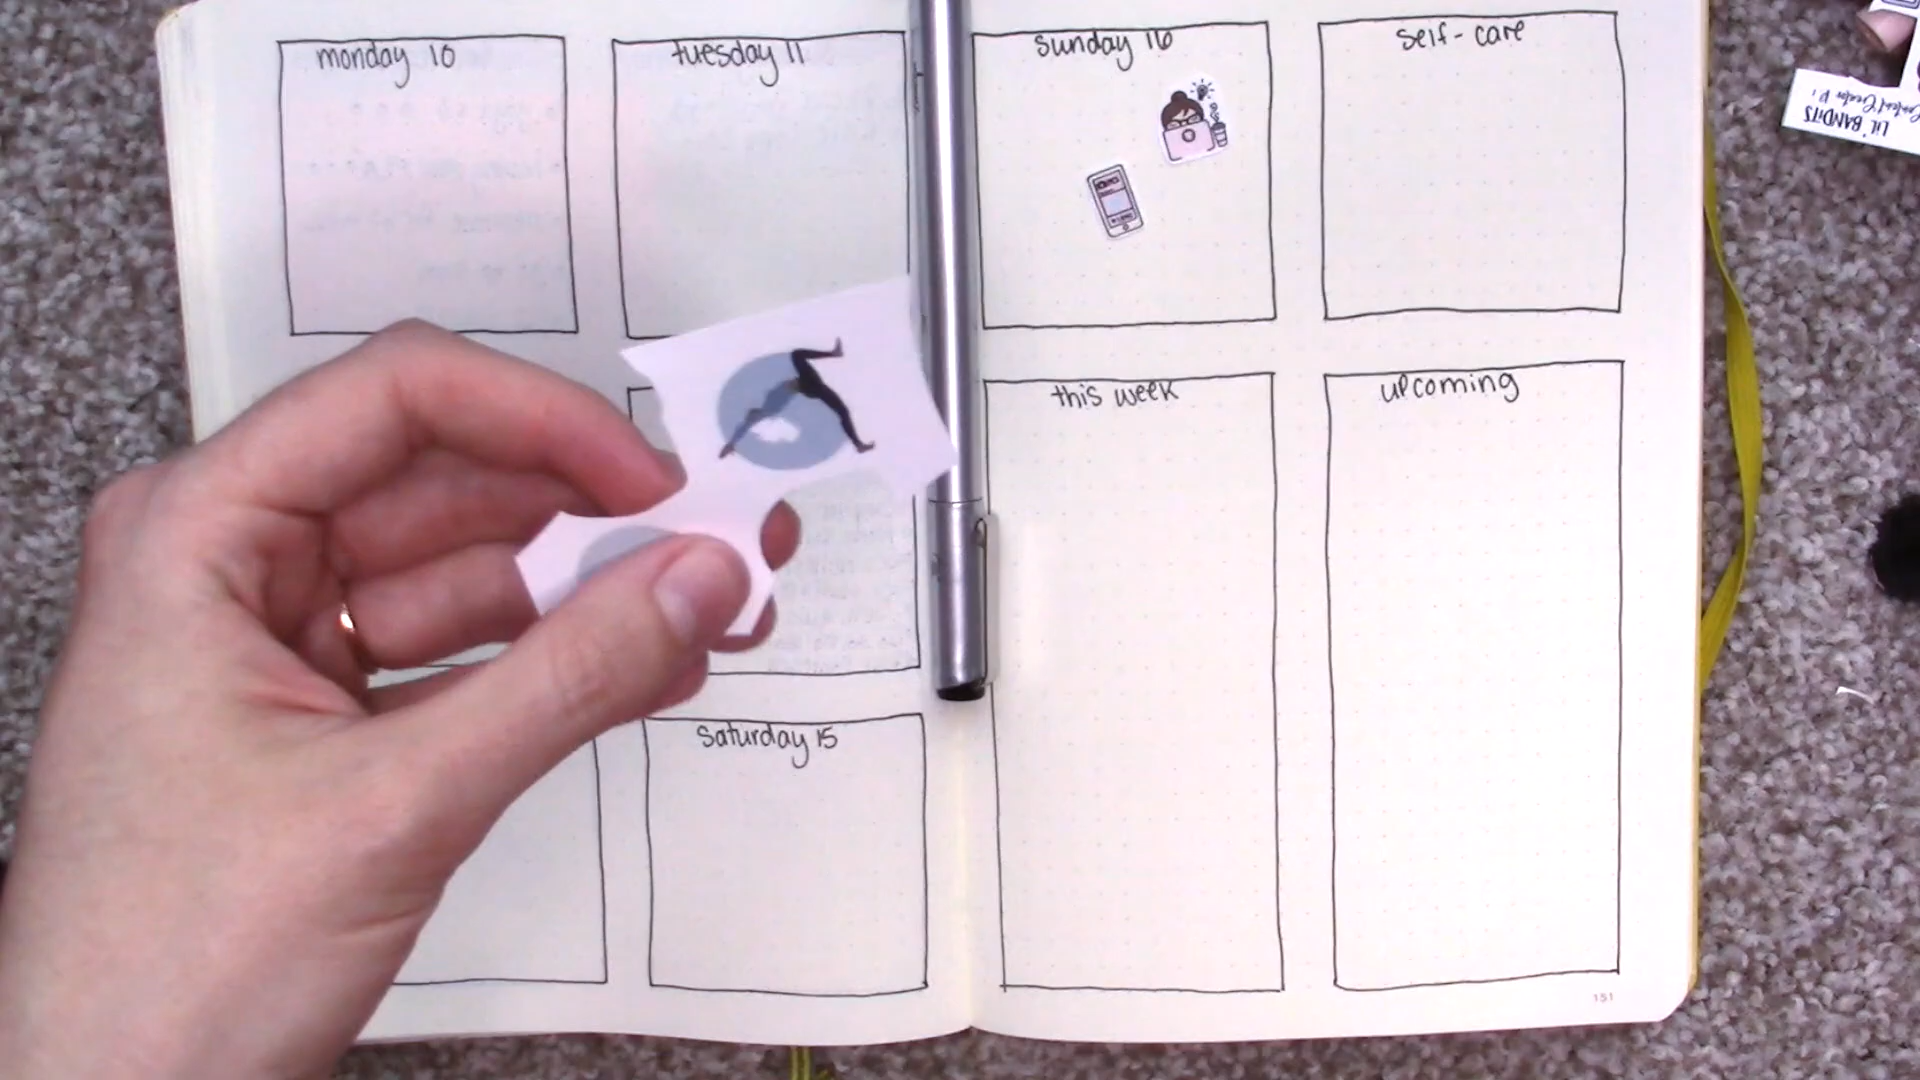 monday 10
tuesday 11
sunday 16
self-care
this week
upcoming
saturday 15
LIL' BANDITS
151